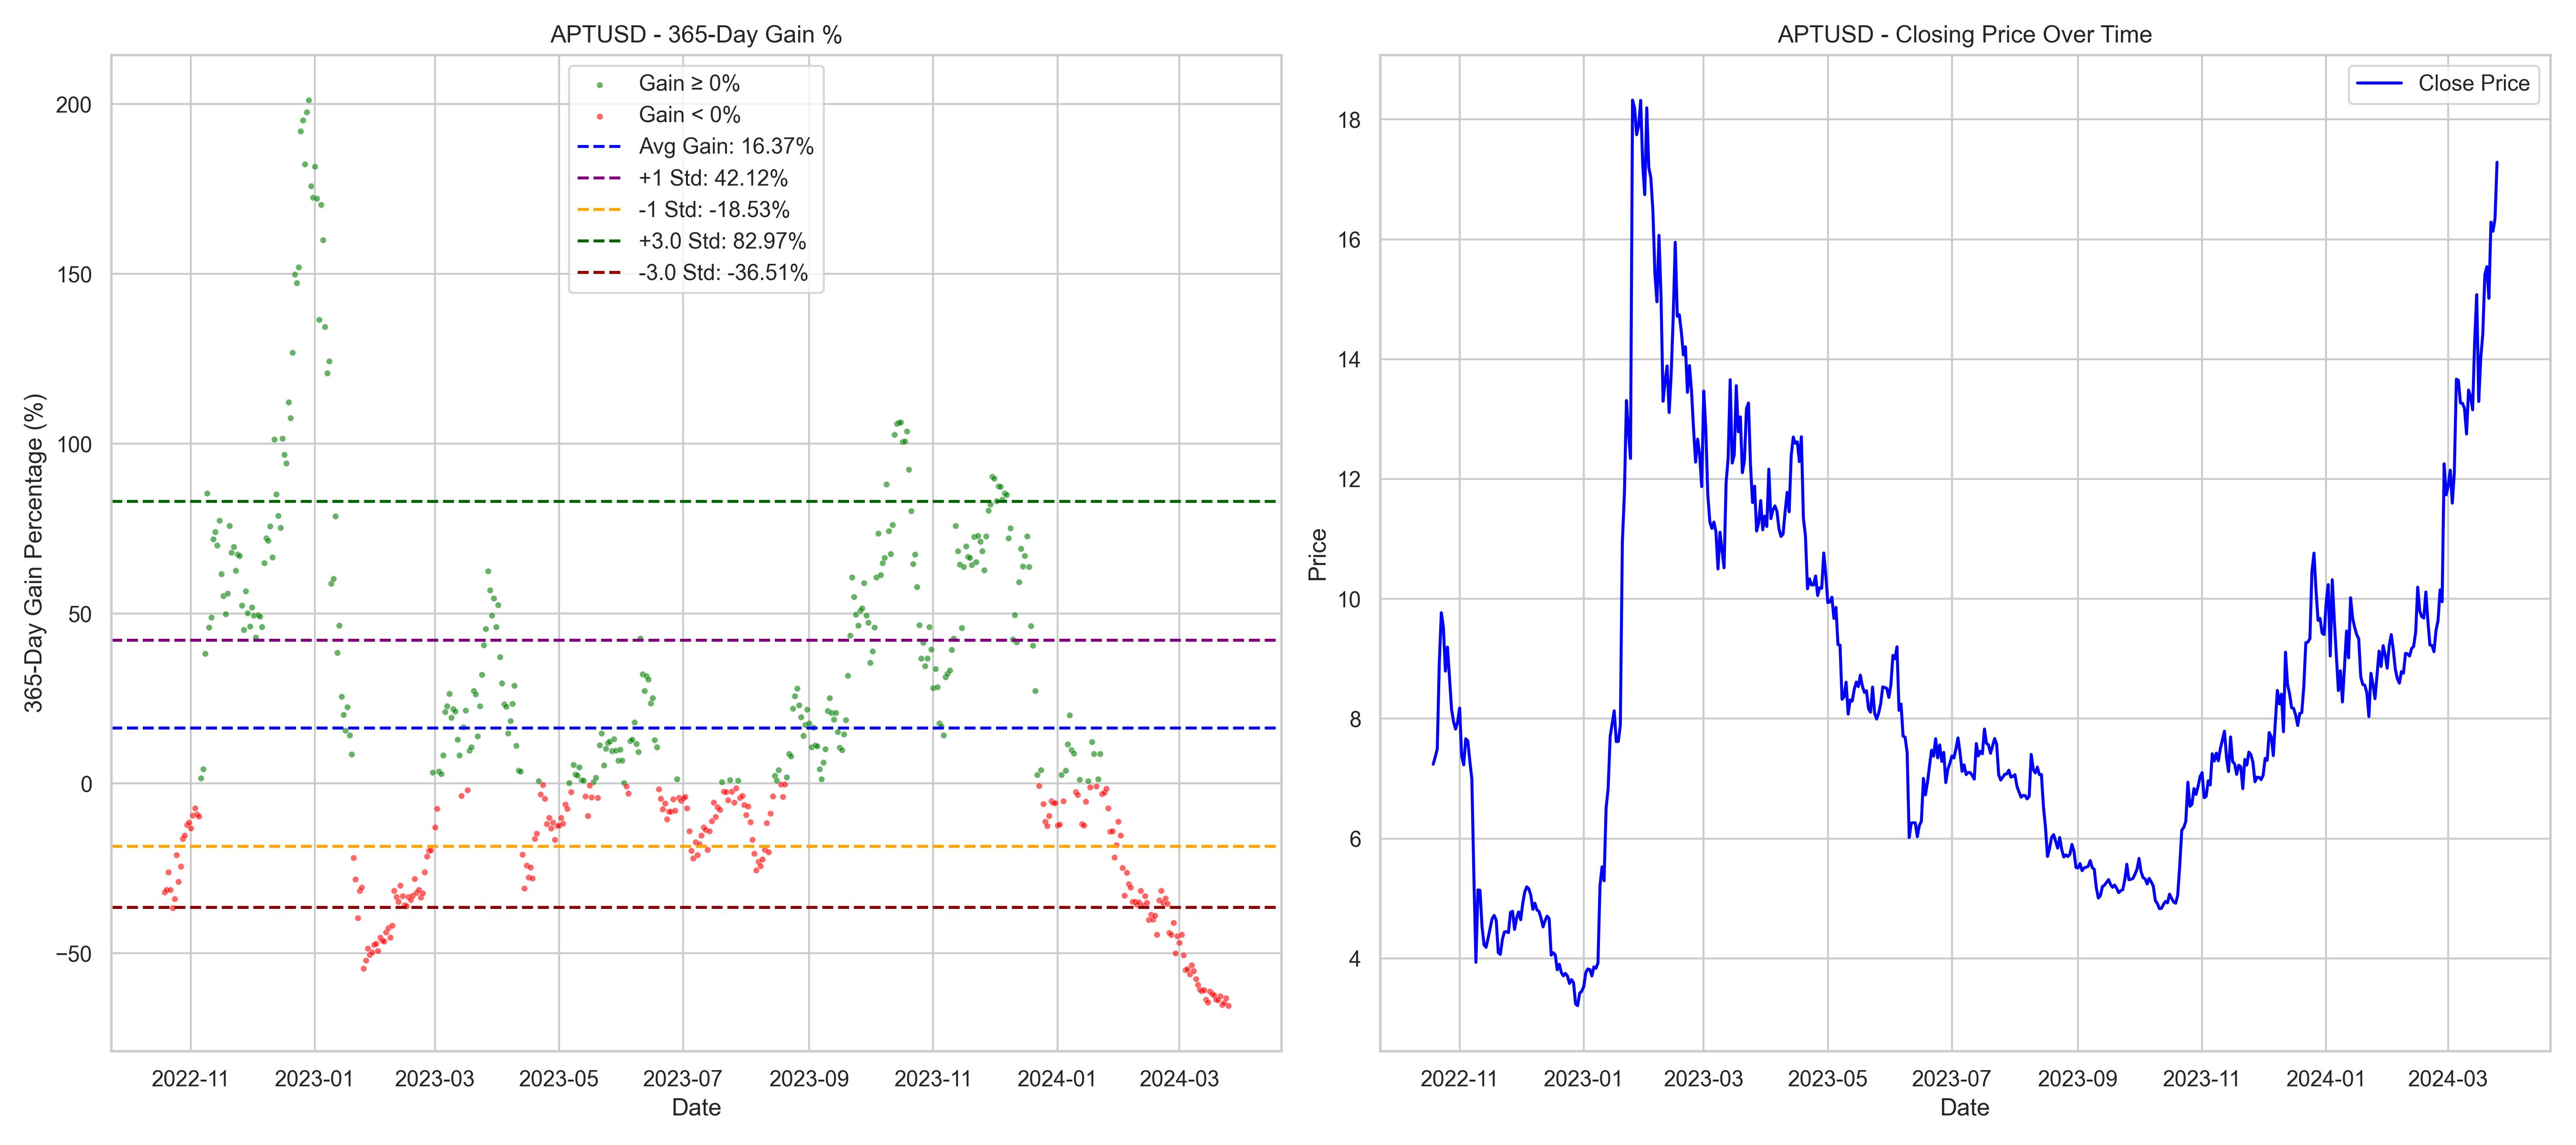 APTUSD - 365-Day Gain %
Gain ≥ 0%
Gain < 0%
Avg Gain: 16.37%
+1 Std: 42.12%
-1 Std: -18.53%
+3.0 Std: 82.97%
-3.0 Std: -36.51%
365-Day Gain Percentage (%)
200
150
100
50
0
−50
2022-11 2023-01 2023-03 2023-05 2023-07 2023-09 2023-11 2024-01 2024-03
Date
APTUSD - Closing Price Over Time
Close Price
Price
18
16
14
12
10
8
6
4
2022-11 2023-01 2023-03 2023-05 2023-07 2023-09 2023-11 2024-01 2024-03
Date